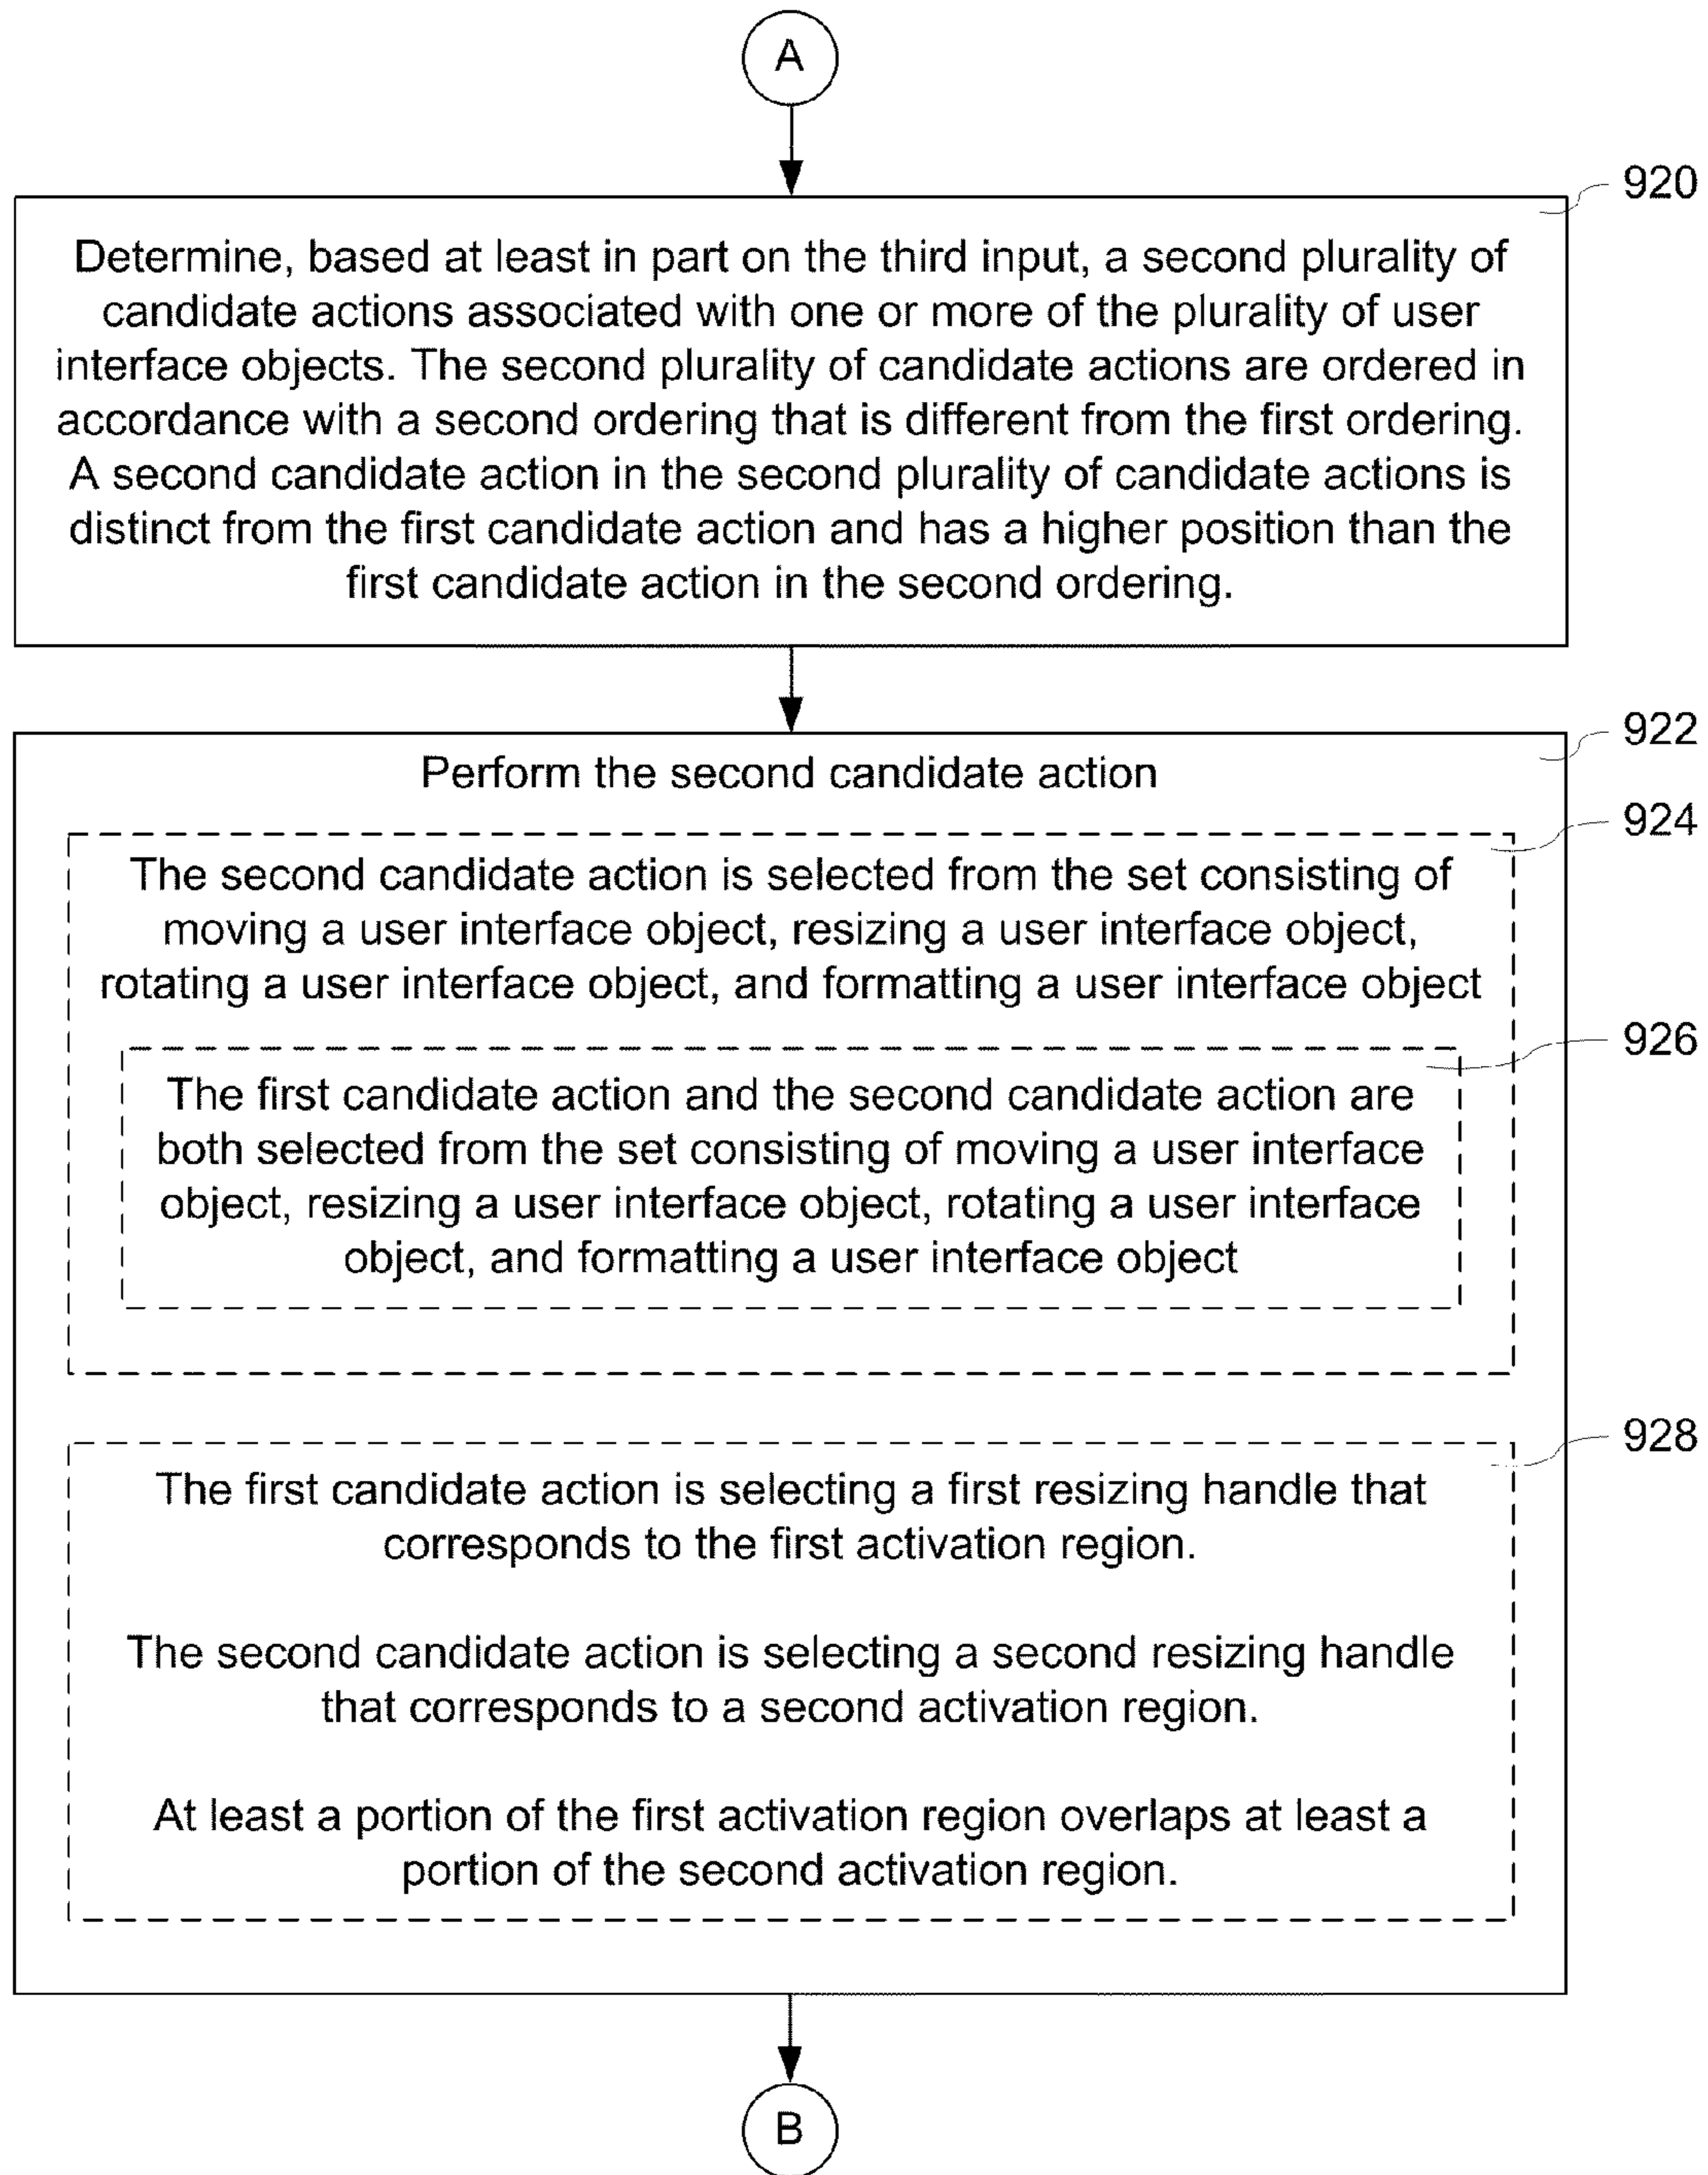 A
920
Determine, based at least in part on the third input, a second plurality of
candidate actions associated with one or more of the plurality of user
interface objects. The second plurality of candidate actions are ordered in
accordance with a second ordering that is different from the first ordering.
A second candidate action in the second plurality of candidate actions is
distinct from the first candidate action and has a higher position than the
first candidate action in the second ordering.
922
Perform the second candidate action
924
The second candidate action is selected from the set consisting of
moving a user interface object, resizing a user interface object,
rotating a user interface object, and formatting a user interface object
926
The first candidate action and the second candidate action are
both selected from the set consisting of moving a user interface
object, resizing a user interface object, rotating a user interface
object, and formatting a user interface object
928
The first candidate action is selecting a first resizing handle that
corresponds to the first activation region.
The second candidate action is selecting a second resizing handle
that corresponds to a second activation region.
At least a portion of the first activation region overlaps at least a
portion of the second activation region.
B